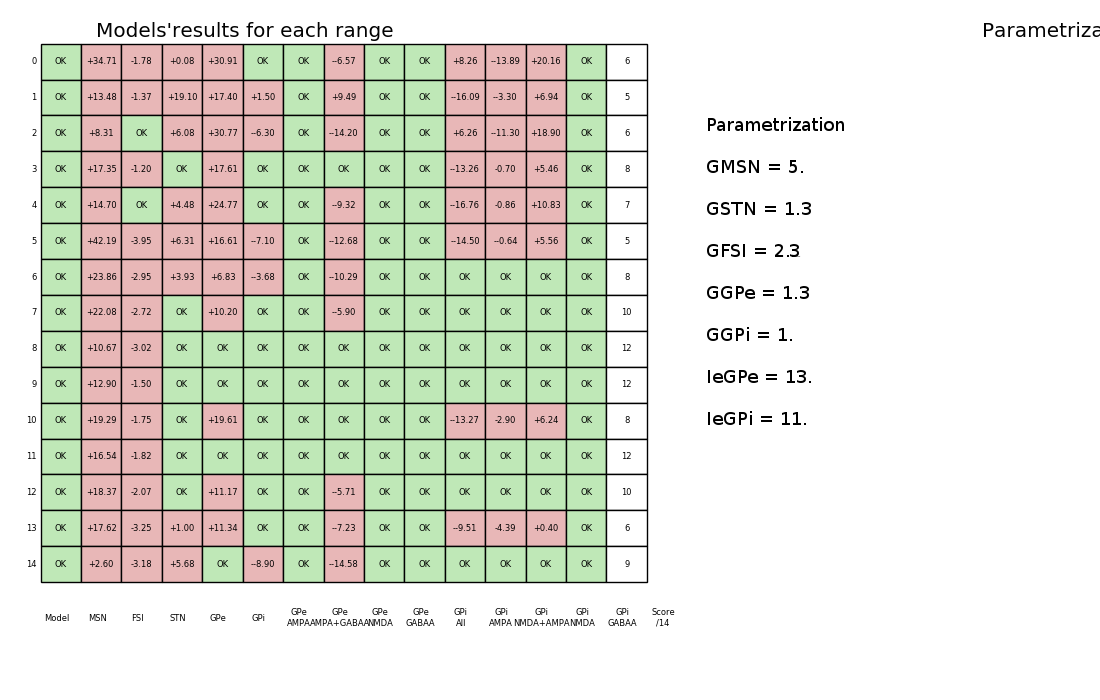 Models'results for each range
Parametriza
0 OK +34.71 -1.78 +0.08 +30.91 OK OK --6.57 OK OK +8.26 --13.89 +20.16 OK 6
1 OK +13.48 -1.37 +19.10 +17.40 +1.50 OK +9.49 OK OK --16.09 --3.30 +6.94 OK 5
2 OK +8.31 OK +6.08 +30.77 --6.30 OK --14.20 OK OK +6.26 --11.30 +18.90 OK 6
3 OK +17.35 -1.20 OK +17.61 OK OK OK OK OK --13.26 -0.70 +5.46 OK 8
4 OK +14.70 OK +4.48 +24.77 OK OK --9.32 OK OK --16.76 -0.86 +10.83 OK 7
5 OK +42.19 -3.95 +6.31 +16.61 --7.10 OK --12.68 OK OK --14.50 --0.64 +5.56 OK 5
6 OK +23.86 -2.95 +3.93 +6.83 --3.68 OK --10.29 OK OK OK OK OK OK 8
7 OK +22.08 -2.72 OK +10.20 OK OK --5.90 OK OK OK OK OK OK 10
8 OK +10.67 -3.02 OK OK OK OK OK OK OK OK OK OK OK 12
9 OK +12.90 -1.50 OK OK OK OK OK OK OK OK OK OK OK 12
10 OK +19.29 -1.75 OK +19.61 OK OK OK OK OK --13.27 -2.90 +6.24 OK 8
11 OK +16.54 -1.82 OK OK OK OK OK OK OK OK OK OK OK 12
12 OK +18.37 -2.07 OK +11.17 OK OK --5.71 OK OK OK OK OK OK 10
13 OK +17.62 -3.25 +1.00 +11.34 OK OK --7.23 OK OK --9.51 -4.39 +0.40 OK 6
14 OK +2.60 -3.18 +5.68 OK --8.90 OK --14.58 OK OK OK OK OK OK 9
GPe GPe GPe GPe GPi GPi GPi GPi GPi Score
Model MSN FSI STN GPe GPi
AMPA AMPA+GABAA NMDA GABAA All AMPA NMDA+AMPA NMDA GABAA /14
Parametrization
GMSN = 5.
GSTN = 1.3
GFSI = 2.3
GGPe = 1.3
GGPi = 1.
IeGPe = 13.
IeGPi = 11.